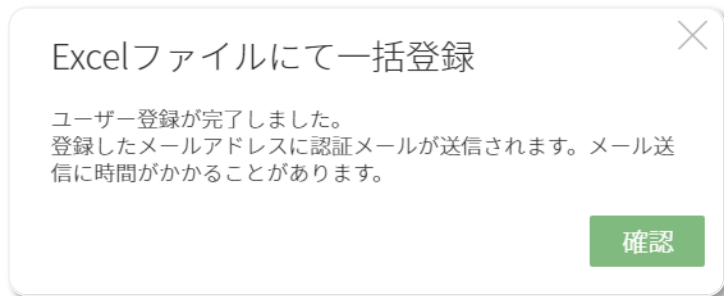 Excelファイルにて一括登録
ユーザー登録が完了しました。
登録したメールアドレスに認証メールが送信されます。メール送
信に時間がかかることがあります。
確認